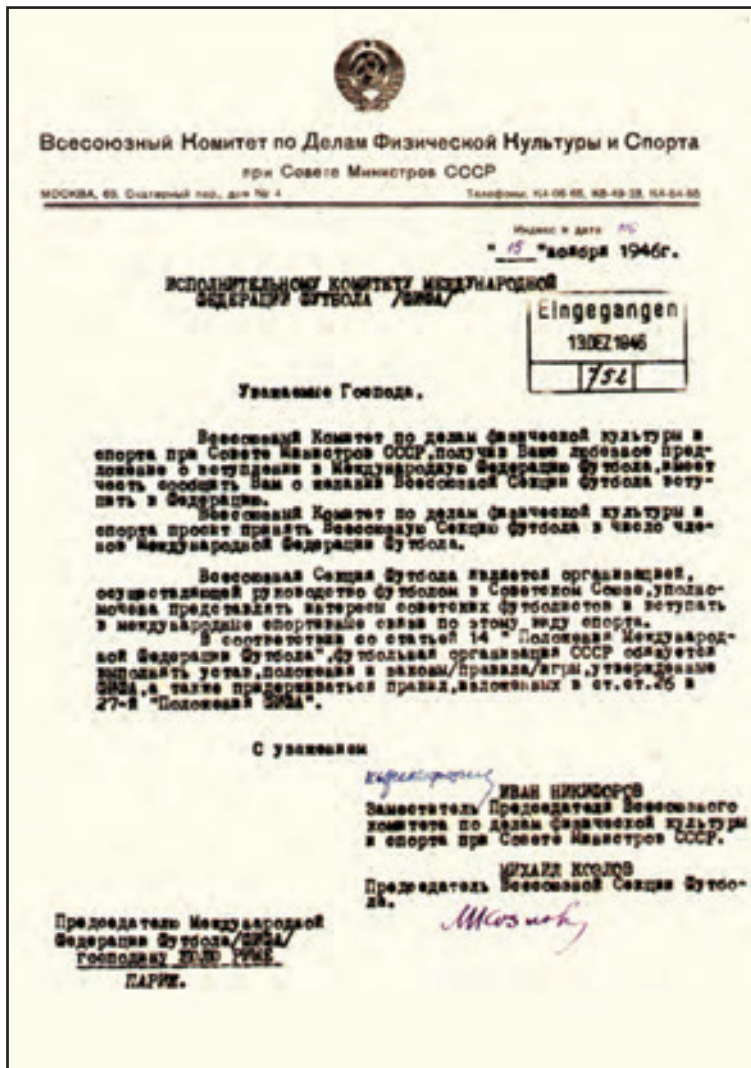 Всесоюзный Комитет по Делам Физической Культуры и Спорта
при Совете Министров СССР
МОСКВА, 69, Скатерный пер., дом № 4 Телефоны:
Индекс и дата
"15"ноября 1946г.
ИСПОЛНИТЕЛЬНОМУ КОМИТЕТУ МЕЖДУНАРОДНОЙ
ФЕДЕРАЦИИ ФУТБОЛА /ФИФА/
Eingegangen
13 DEZ 1946
Уважаемые Господа.
Всесоюзный Комитет по делам физической культуры и
спорта при Совете Министров СССР, получив Ваше любезное пред-
ложение о вступлении в Международную Федерацию Футбола, имеет
честь сообщить Вам о желании Всесоюзной Секции футбола всту-
пить в Федерацию.
Всесоюзный Комитет по делам физической культуры и
спорта просит принять Всесоюзную Секцию футбола в число чле-
нов Международной Федерации Футбола.
Всесоюзная Секция Футбола является организацией,
осуществляющей руководство футболом в Советском Союзе, уполно-
мочена представлять интересы советских футболистов и вступать
в международные спортивные связи по этому виду спорта.
В соответствии со статьей 14 "Положения Международ-
ной Федерации Футбола", футбольная организация СССР обязуется
выполнять устав, положения и законы/правила/игры, утвержденные
ФИФА, а также придерживаться правил, изложенных в ст.ст.26 и
27-й "Положения ФИФА".
С уважением
ИВАН НИКИФОРОВ
Заместитель Председателя Всесоюзного
комитета по делам физической культуры
и спорта при Совете Министров СССР.
МИХАИЛ КОЗЛОВ
Председатель Всесоюзной Секции Футбо-
ла.
МКозлов
Председателю Международной
Федерации Футбола/ФИФА/
господину ЖЮЛЮ РИМЕ
ПАРИЖ.